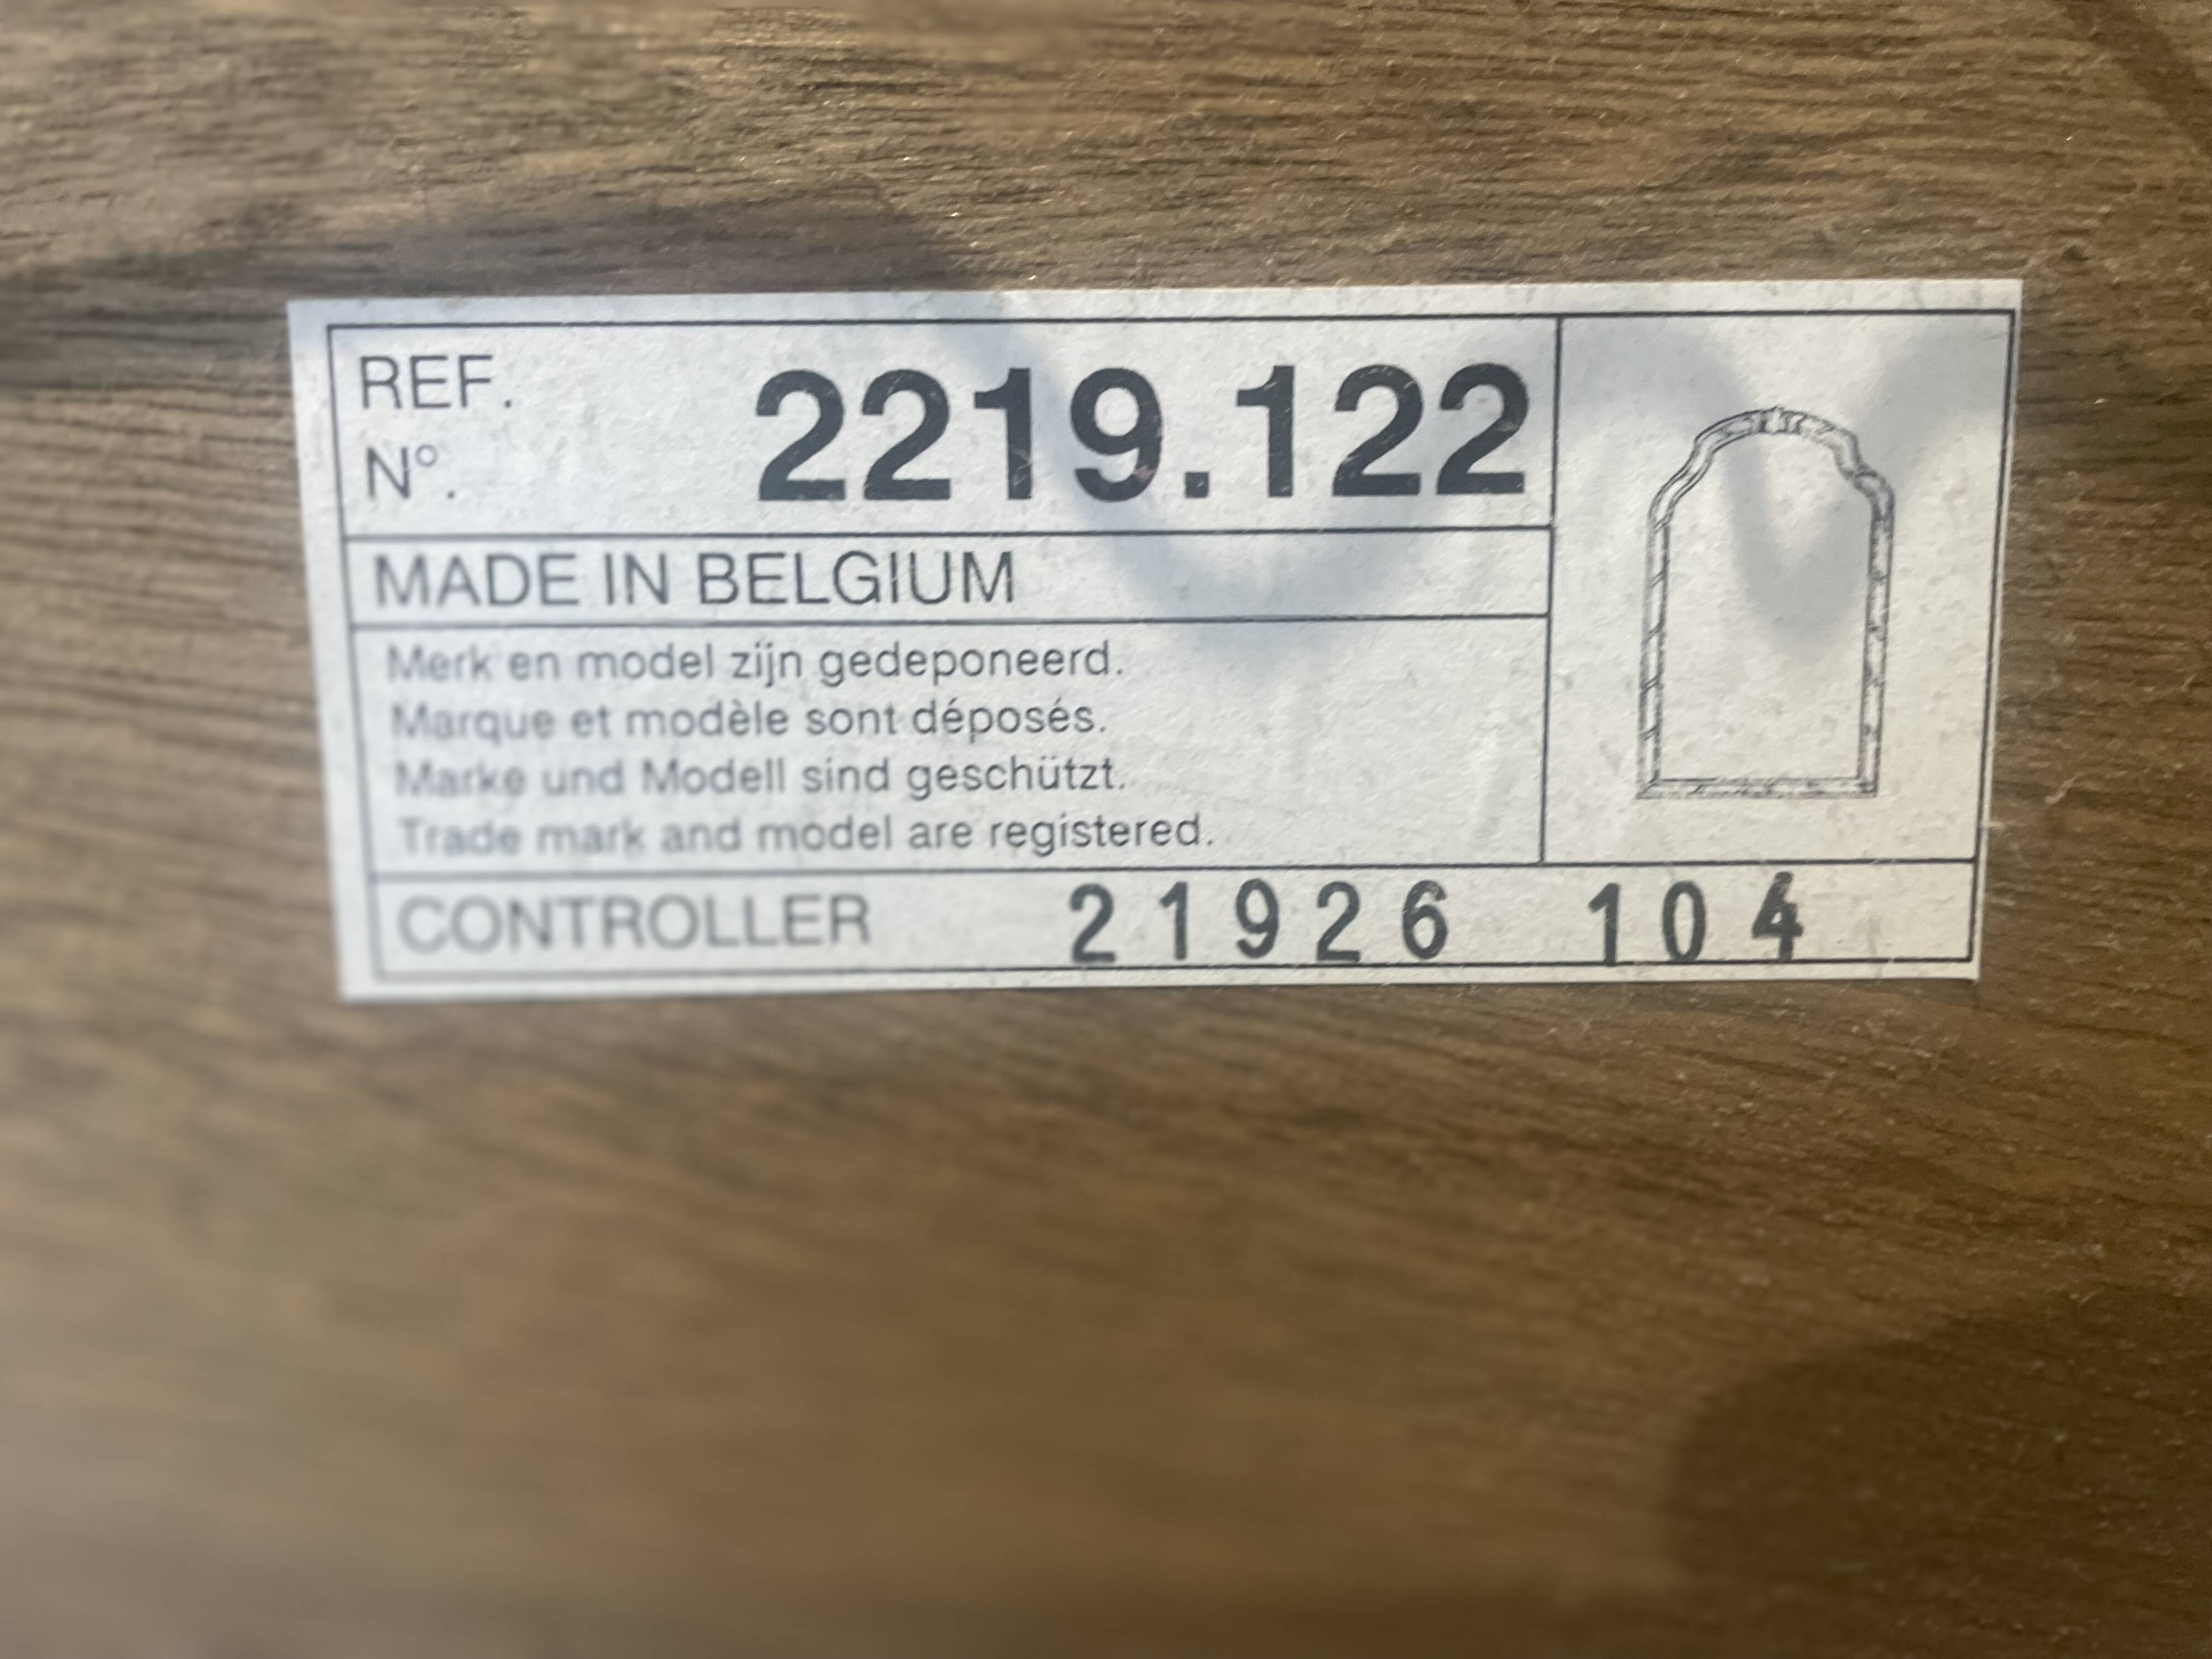 REF. 2219.122
N°.
MADE IN BELGIUM
Merk en model zijn gedeponeerd.
Marque et modèle sont déposés.
Marke und Modell sind geschützt.
Trade mark and model are registered.
CONTROLLER 21926 104